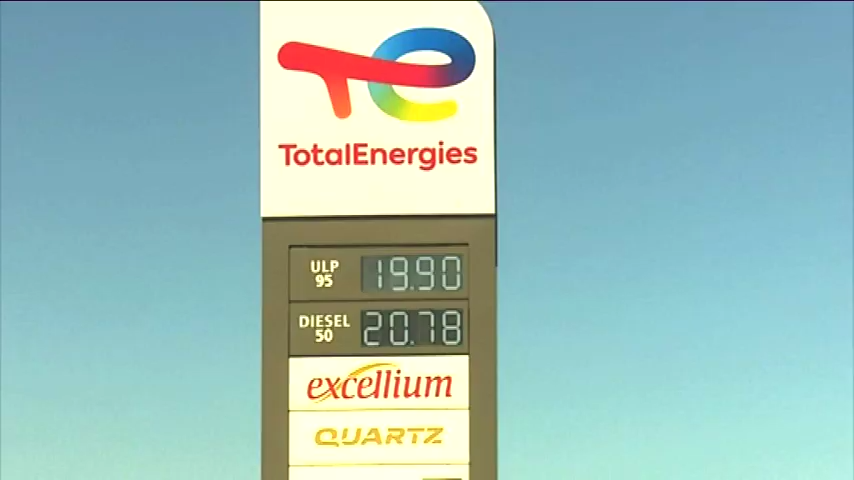 TotalEnergies
ULP
95
19.90
DIESEL
50
20.78
excellium
QUARTZ